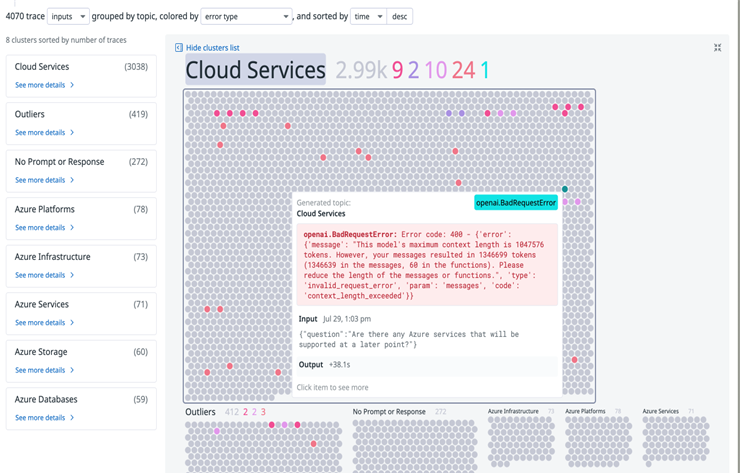 4070 trace inputs grouped by topic, colored by error type , and sorted by time desc
8 clusters sorted by number of traces
Cloud Services (3038)
See more details
Outliers (419)
See more details
No Prompt or Response (272)
See more details
Azure Platforms (78)
See more details
Azure Infrastructure (73)
See more details
Azure Services (71)
See more details
Azure Storage (60)
See more details
Azure Databases (59)
See more details
Hide clusters list
Cloud Services 2.99k 9 2 10 24 1
Generated topic:
Cloud Services
openai.BadRequestError
openai.BadRequestError: Error code: 400 - {'error':
{'message': "This model's maximum context length is 1047576
tokens. However, your messages resulted in 1346699 tokens
(1346639 in the messages, 60 in the functions). Please
reduce the length of the messages or functions.", 'type':
'invalid_request_error', 'param': 'messages', 'code':
'context_length_exceeded'}}
Input Jul 29, 1:03 pm
{"question":"Are there any Azure services that will be
supported at a later point?"}
Output +38.1s
Click item to see more
Outliers 412 2 2 3
No Prompt or Response 272
Azure Infrastructure 73
Azure Platforms 78
Azure Services 71